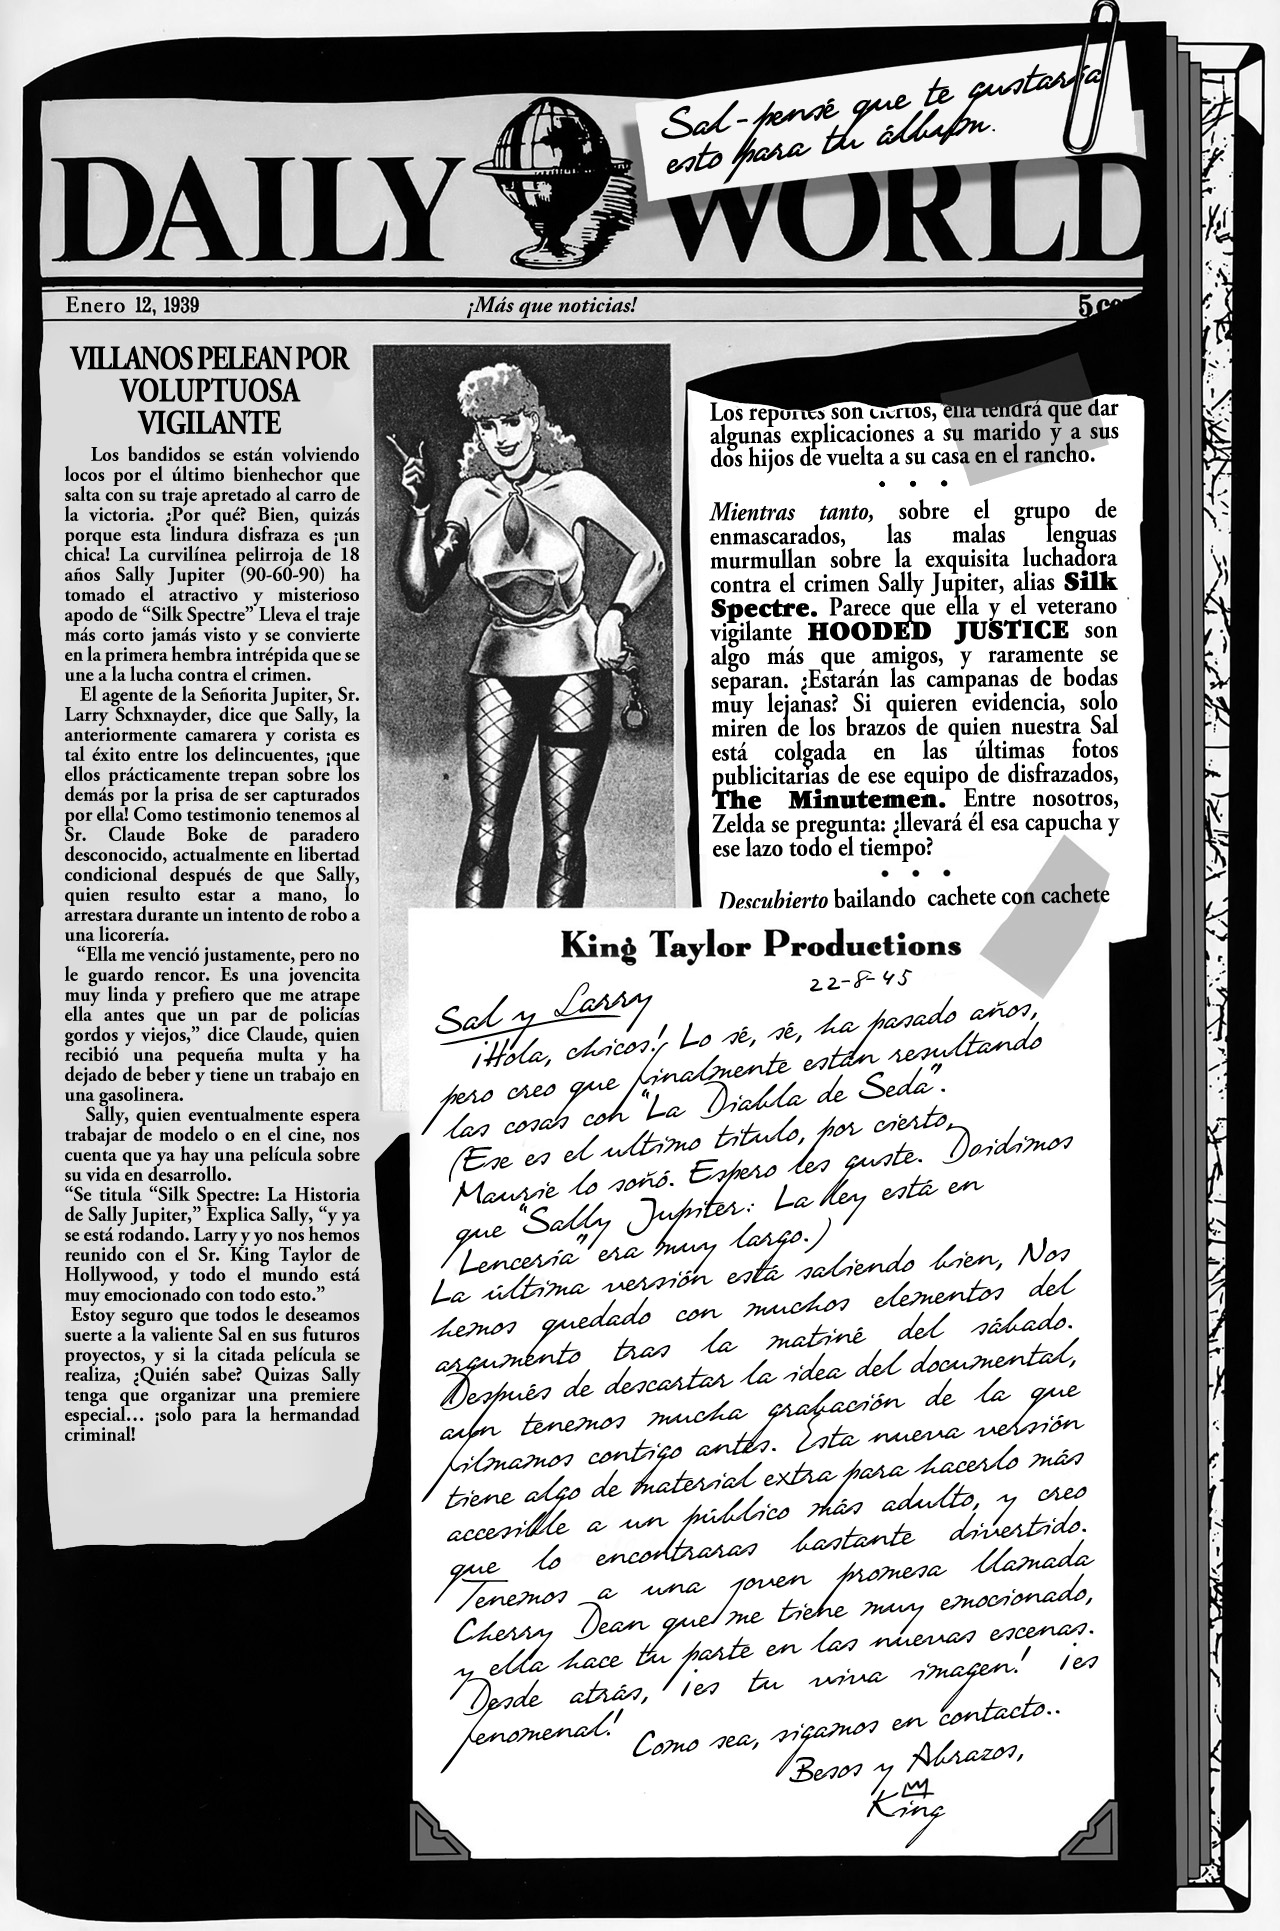 Sal-pensé que te gustaría
esto para tu álbum.
DAILY WORLD
Enero 12, 1939
¡Más que noticias!
VILLANOS PELEAN POR
VOLUPTUOSA
VIGILANTE
Los bandidos se están volviendo
locos por el último bienhechor que
salta con su traje apretado al carro de
la victoria. ¿Por qué? Bien, quizás
porque esta lindura disfraza es ¡un
chica! La curvilínea pelirroja de 18
años Sally Jupiter (90-60-90) ha
tomado el atractivo y misterioso
apodo de “Silk Spectre” Lleva el traje
más corto jamás visto y se convierte
en la primera hembra intrépida que se
une a la lucha contra el crimen.
El agente de la Señorita Jupiter, Sr.
Larry Schxnayder, dice que Sally, la
anteriormente camarera y corista es
tal éxito entre los delincuentes, ¡que
ellos prácticamente trepan sobre los
demás por la prisa de ser capturados
por ella! Como testimonio tenemos al
Sr. Claude Boke de paradero
desconocido, actualmente en libertad
condicional después de que Sally,
quien resulto estar a mano, lo
arrestara durante un intento de robo a
una licorería.
“Ella me venció justamente, pero no
le guardo rencor. Es una jovencita
muy linda y prefiero que me atrape
ella antes que un par de policías
gordos y viejos,” dice Claude, quien
recibió una pequeña multa y ha
dejado de beber y tiene un trabajo en
una gasolinera.
Sally, quien eventualmente espera
trabajar de modelo o en el cine, nos
cuenta que ya hay una película sobre
su vida en desarrollo.
“Se titula “Silk Spectre: La Historia
de Sally Jupiter,” Explica Sally, “y ya
se está rodando. Larry y yo nos hemos
reunido con el Sr. King Taylor de
Hollywood, y todo el mundo está
muy emocionado con todo esto.”
Estoy seguro que todos le deseamos
suerte a la valiente Sal en sus futuros
proyectos, y si la citada película se
realiza, ¿Quién sabe? Quizas Sally
tenga que organizar una premiere
especial… ¡solo para la hermandad
criminal!
Los reportes son ciertos, ella tendrá que dar
algunas explicaciones a su marido y a sus
dos hijos de vuelta a su casa en el rancho.
• • •
Mientras tanto, sobre el grupo de
enmascarados, las malas lenguas
murmullan sobre la exquisita luchadora
contra el crimen Sally Jupiter, alias Silk
Spectre. Parece que ella y el veterano
vigilante HOODED JUSTICE son
algo más que amigos, y raramente se
separan. ¿Estarán las campanas de bodas
muy lejanas? Si quieren evidencia, solo
miren de los brazos de quien nuestra Sal
está colgada en las últimas fotos
publicitarias de ese equipo de disfrazados,
The Minutemen. Entre nosotros,
Zelda se pregunta: ¿llevará él esa capucha y
ese lazo todo el tiempo?
• • •
Descubierto bailando cachete con cachete
King Taylor Productions
22-8-45
Sal y Larry
¡Hola, chicos! Lo sé, sé, ha pasado años,
pero creo que finalmente están resultando
las cosas con “La Diabla de Seda”.
(Ese es el ultimo titulo, por cierto,
Maurie lo soñó. Espero les guste. Dcidimos
que “Sally Jupiter: La ley está en
Lencería” era muy largo.)
La última versión está saliendo bien, Nos
hemos quedado con muchos elementos del
argumento tras la matiné del sábado.
Después de descartar la idea del documental,
aun tenemos mucha grabación de la que
filmamos contigo antes. Esta nueva versión
tiene algo de material extra para hacerlo más
accesible a un público más adulto, y creo
que lo encontraras bastante divertido.
Tenemos a una joven promesa llamada
Cherry Dean que me tiene muy emocionado,
y ella hace tu parte en las nuevas escenas.
Desde atrás, ¡es tu viva imagen! ¡es
fenomenal!
Como sea, sigamos en contacto..
Besos y Abrazos,
King